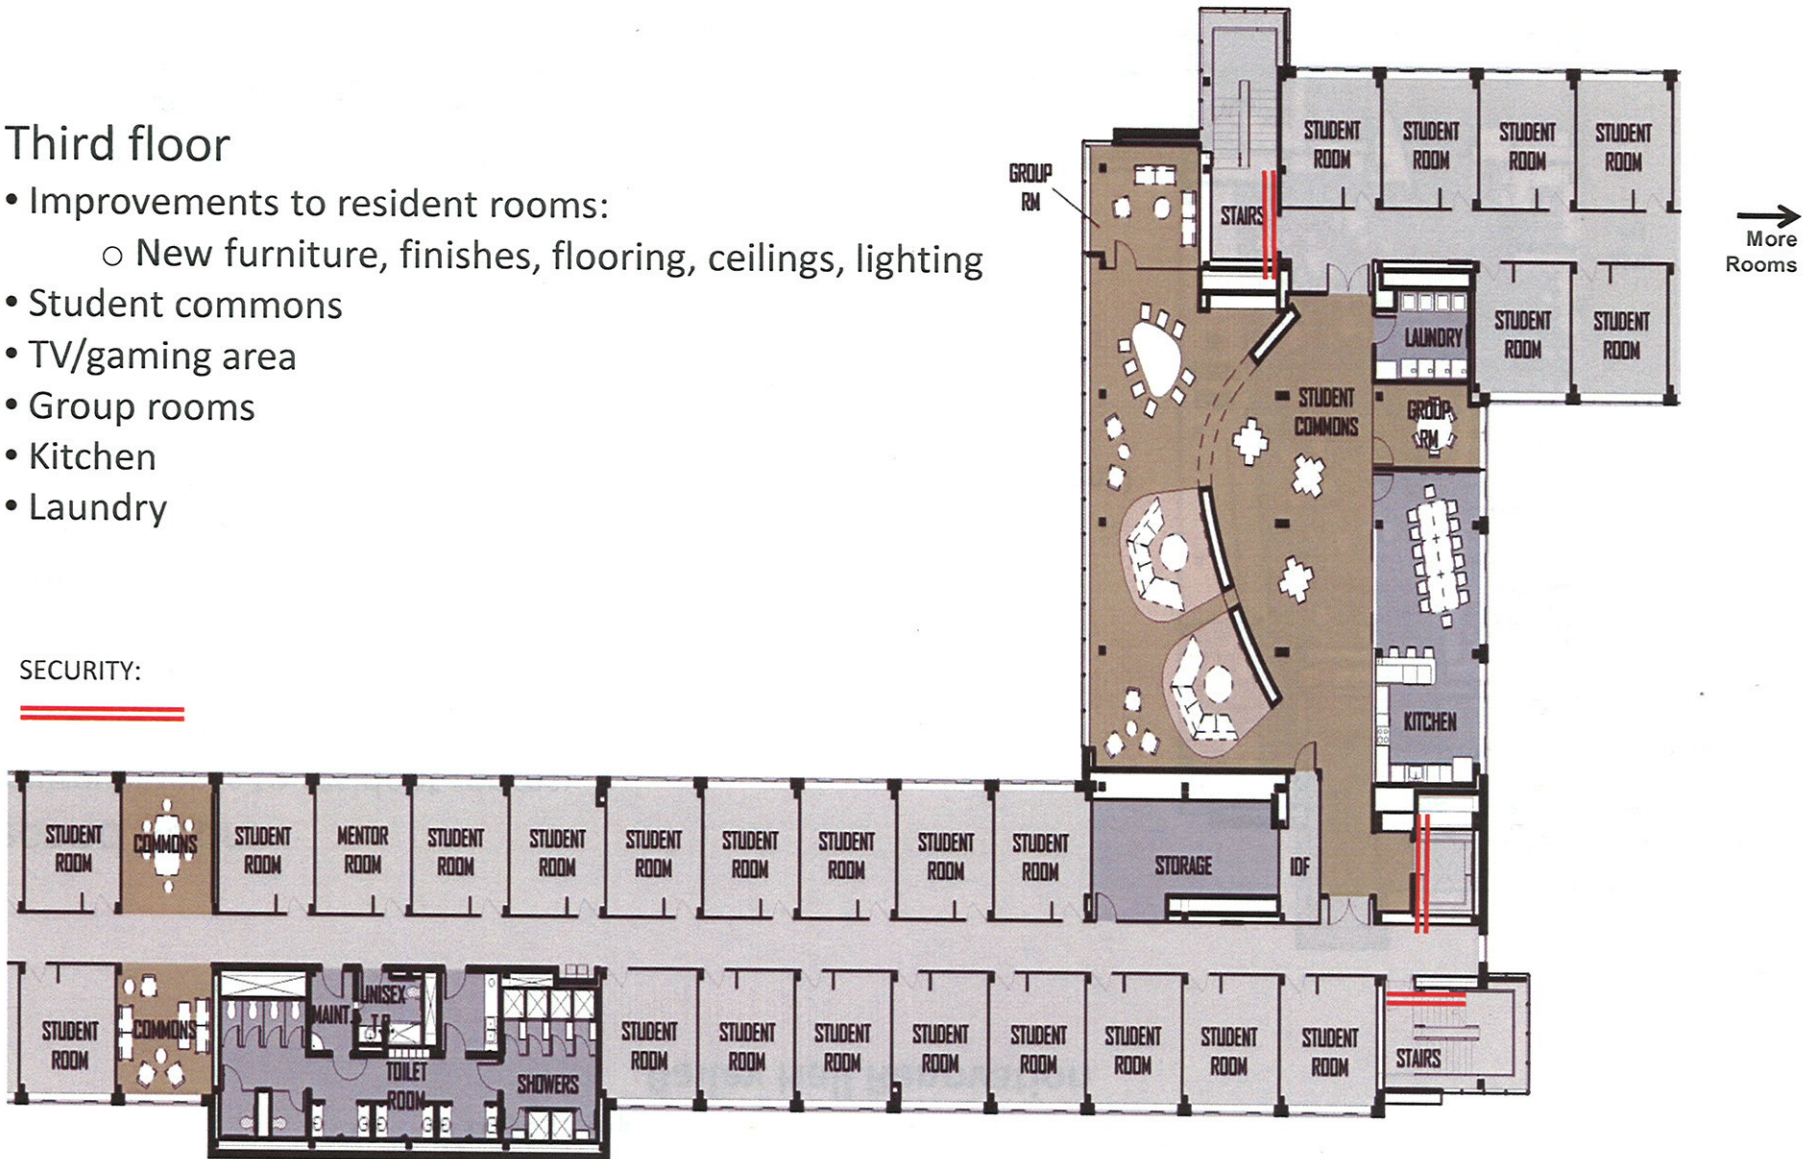 Third floor
• Improvements to resident rooms:
○ New furniture, finishes, flooring, ceilings, lighting
• Student commons
• TV/gaming area
• Group rooms
• Kitchen
• Laundry
SECURITY:
GROUP
RM
STAIRS
STUDENT
ROOM
STUDENT
ROOM
STUDENT
ROOM
STUDENT
ROOM
More
Rooms
LAUNDRY
STUDENT
ROOM
STUDENT
ROOM
STUDENT
COMMONS
GROUP
RM
KITCHEN
STUDENT
ROOM
COMMONS
STUDENT
ROOM
MENTOR
ROOM
STUDENT
ROOM
STUDENT
ROOM
STUDENT
ROOM
STUDENT
ROOM
STUDENT
ROOM
STUDENT
ROOM
STUDENT
ROOM
STORAGE
IDF
STUDENT
ROOM
COMMONS
MAINT
UNISEX
T.R.
TOILET
ROOM
SHOWERS
STUDENT
ROOM
STUDENT
ROOM
STUDENT
ROOM
STUDENT
ROOM
STUDENT
ROOM
STUDENT
ROOM
STUDENT
ROOM
STUDENT
ROOM
STAIRS